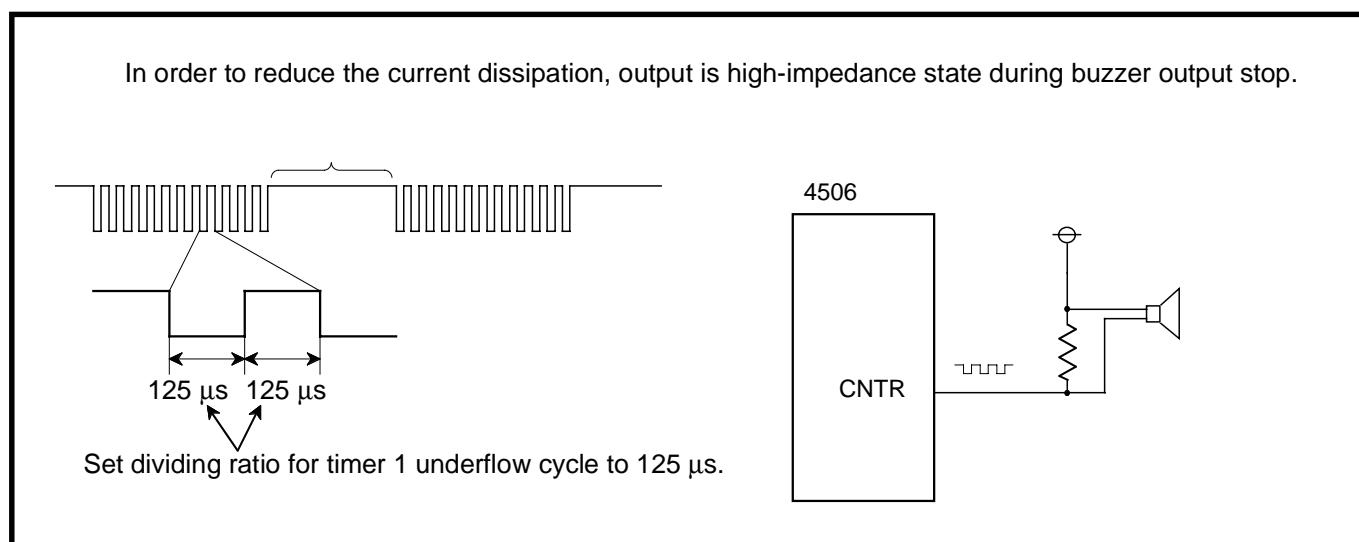 In order to reduce the current dissipation, output is high-impedance state during buzzer output stop.
4506
CNTR
125 μs 125 μs
Set dividing ratio for timer 1 underflow cycle to 125 μs.